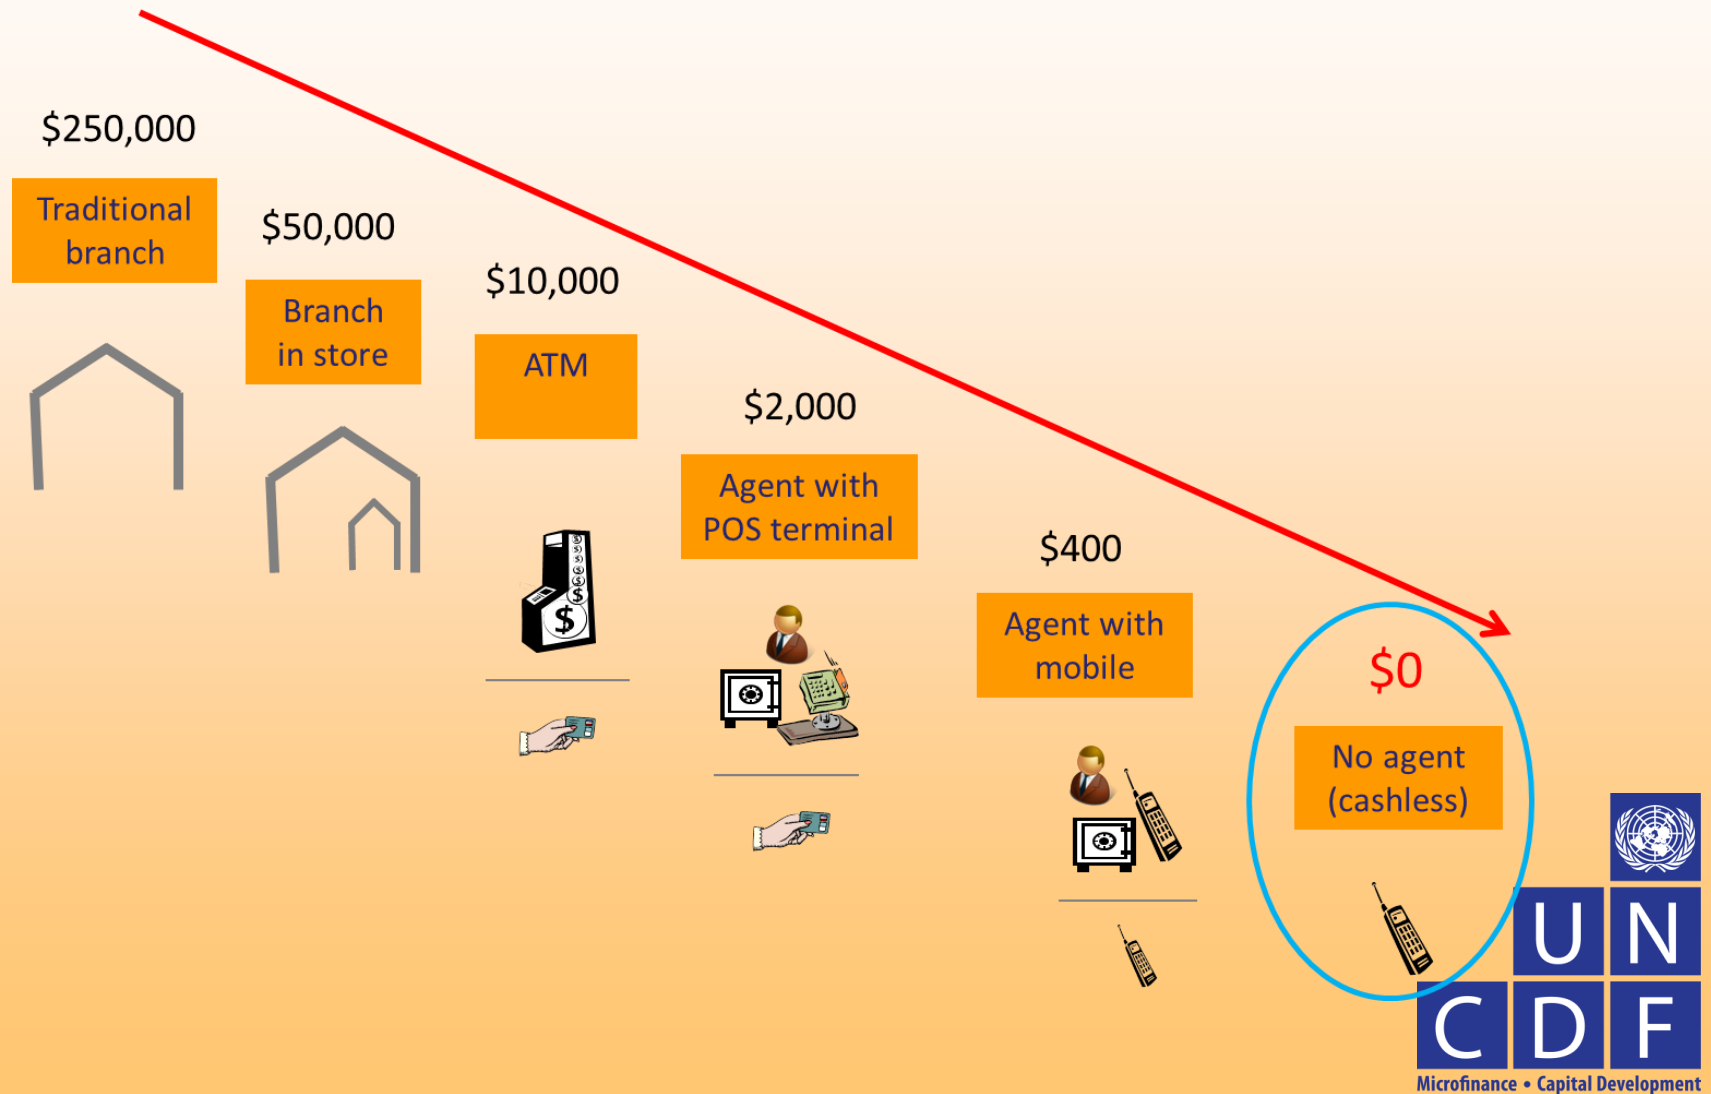 $250,000
Traditional
branch
$50,000
Branch
in store
$10,000
ATM
$2,000
Agent with
POS terminal
$400
Agent with
mobile
$0
No agent
(cashless)
U N
C D F
Microfinance • Capital Development